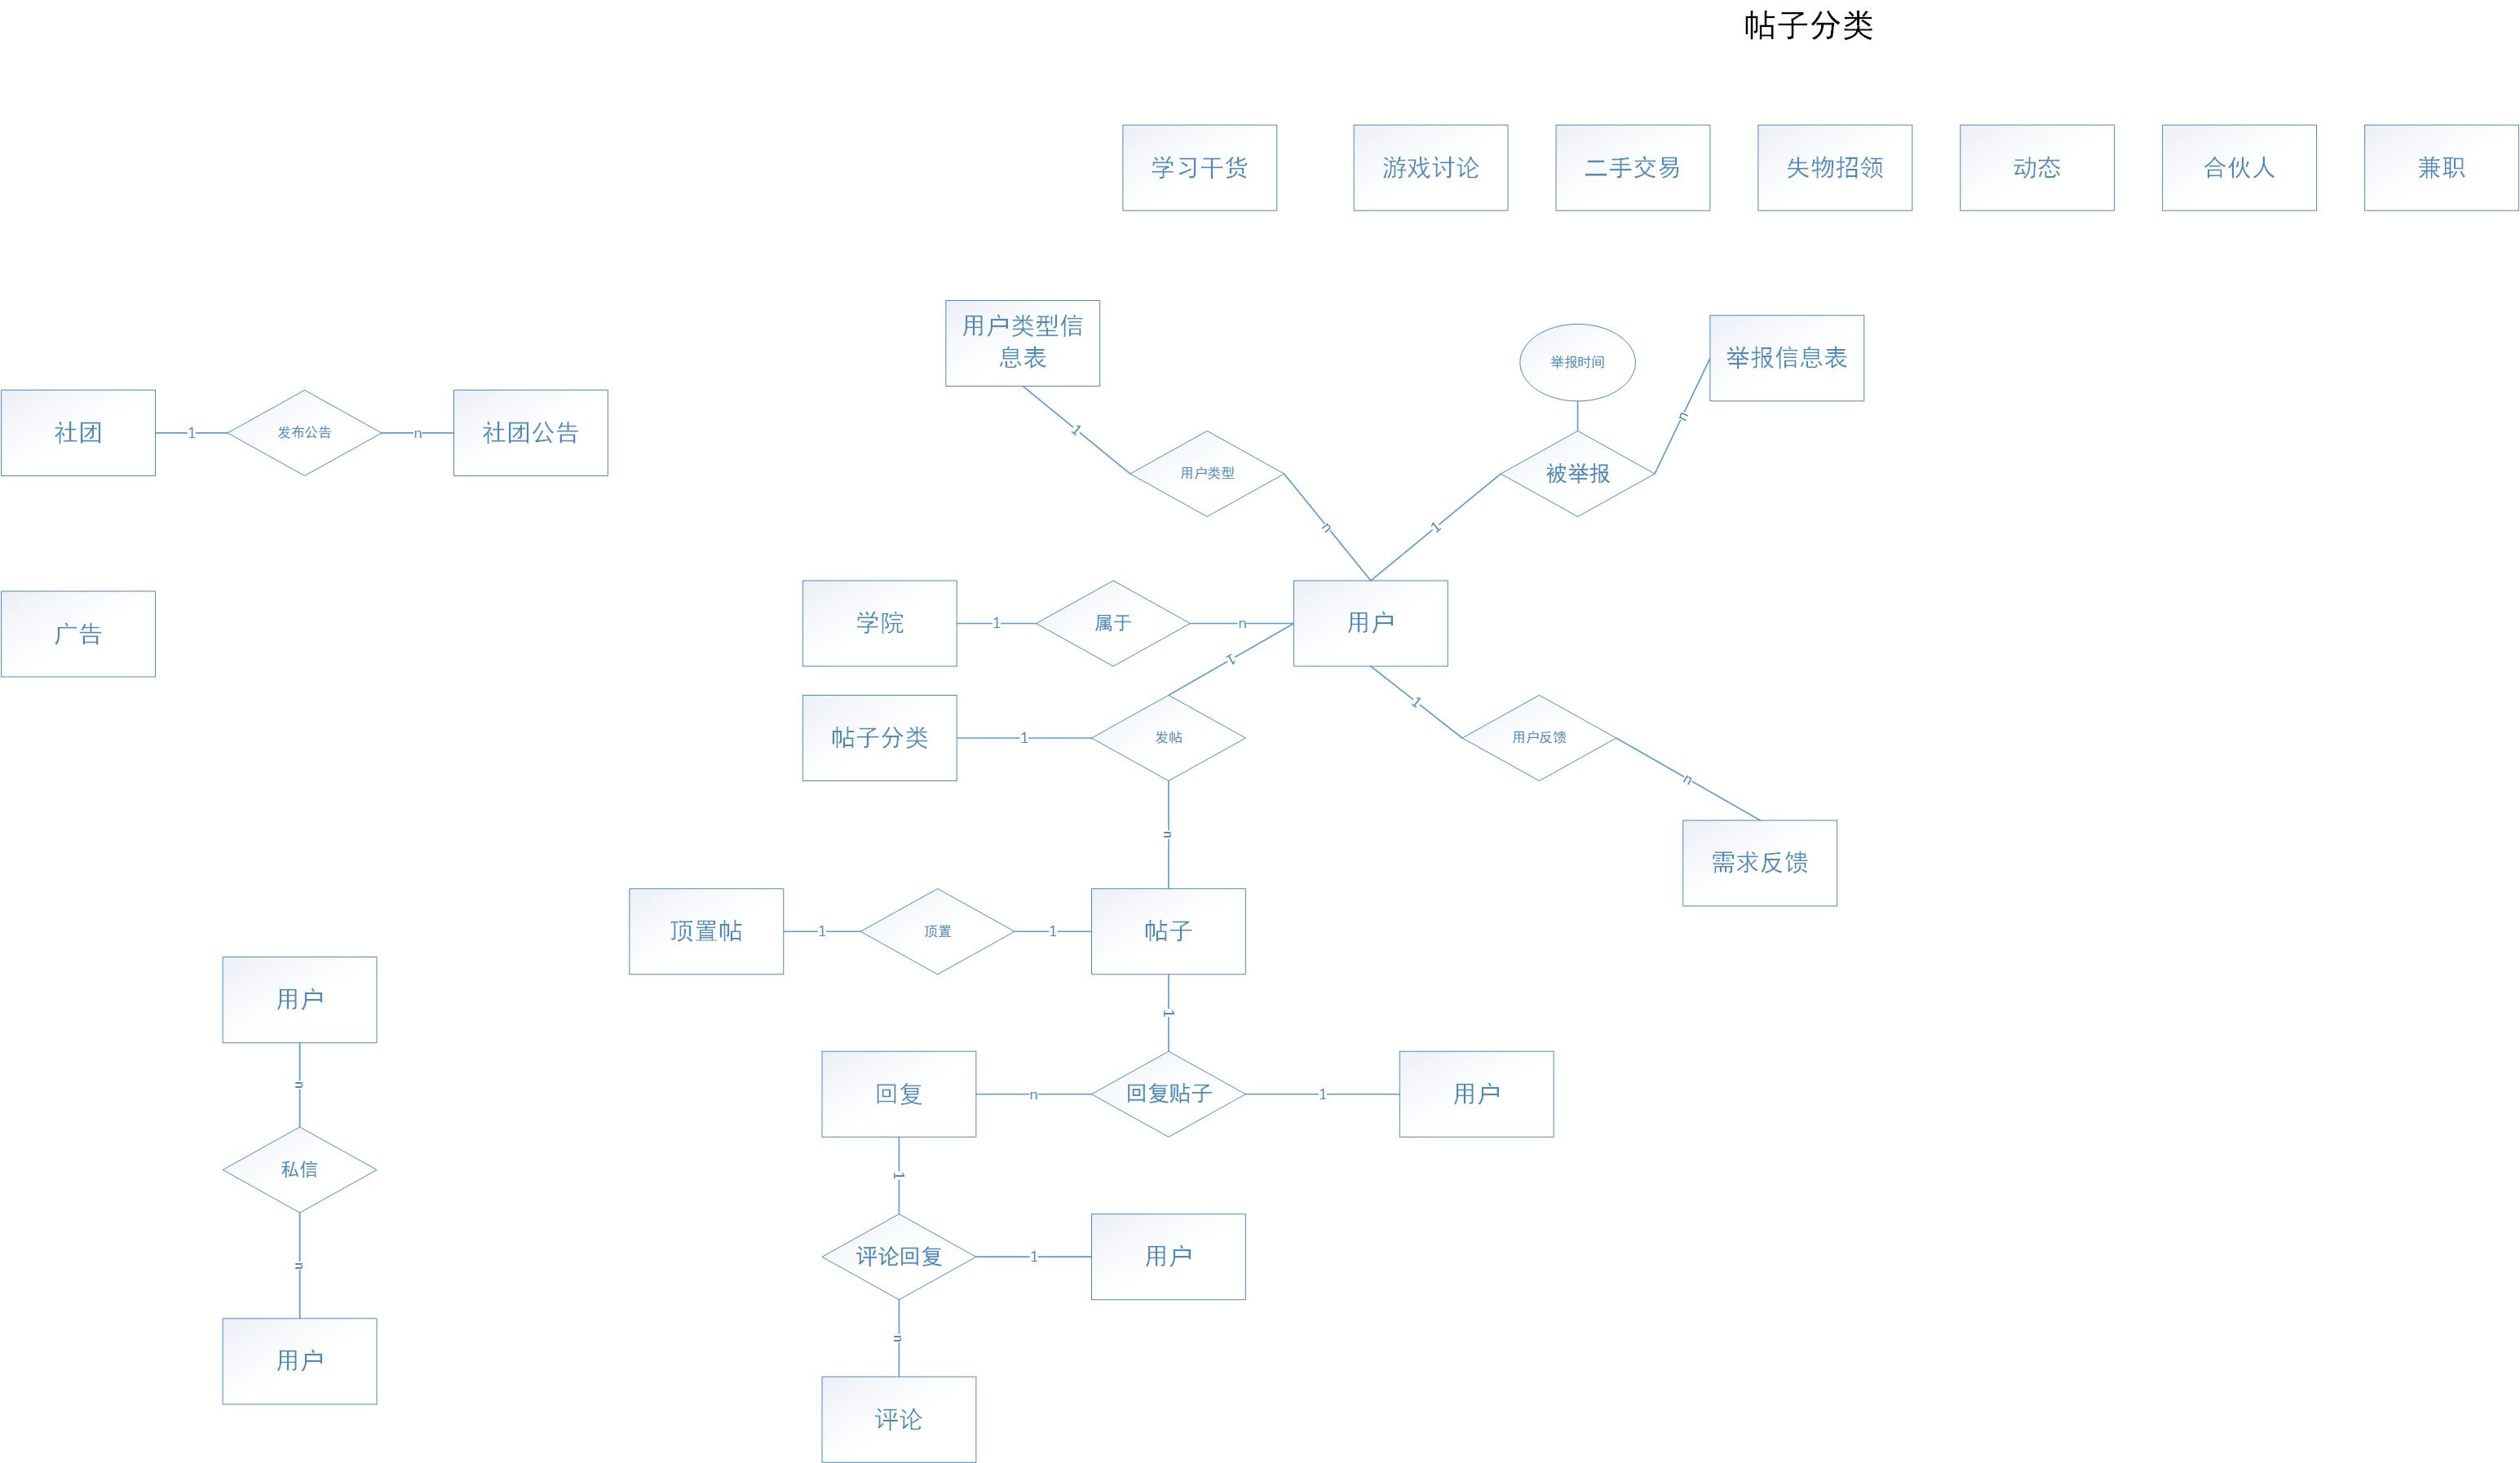 帖子分类
学习干货
游戏讨论
二手交易
失物招领
动态
合伙人
兼职
用户类型信
息表
举报时间
举报信息表
社团
1
发布公告
n
社团公告
1
用户类型
n
被举报
n
1
广告
学院
1
属于
n
用户
1
帖子分类
1
发帖
1
用户反馈
n
n
需求反馈
顶置帖
1
顶置
1
帖子
用户
1
n
回复
n
回复贴子
1
用户
私信
1
n
评论回复
1
用户
用户
n
评论